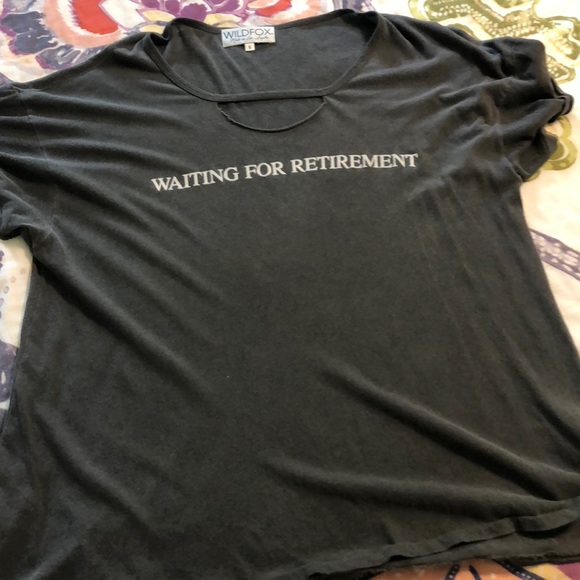 WILDFOX
WAITING FOR RETIREMENT